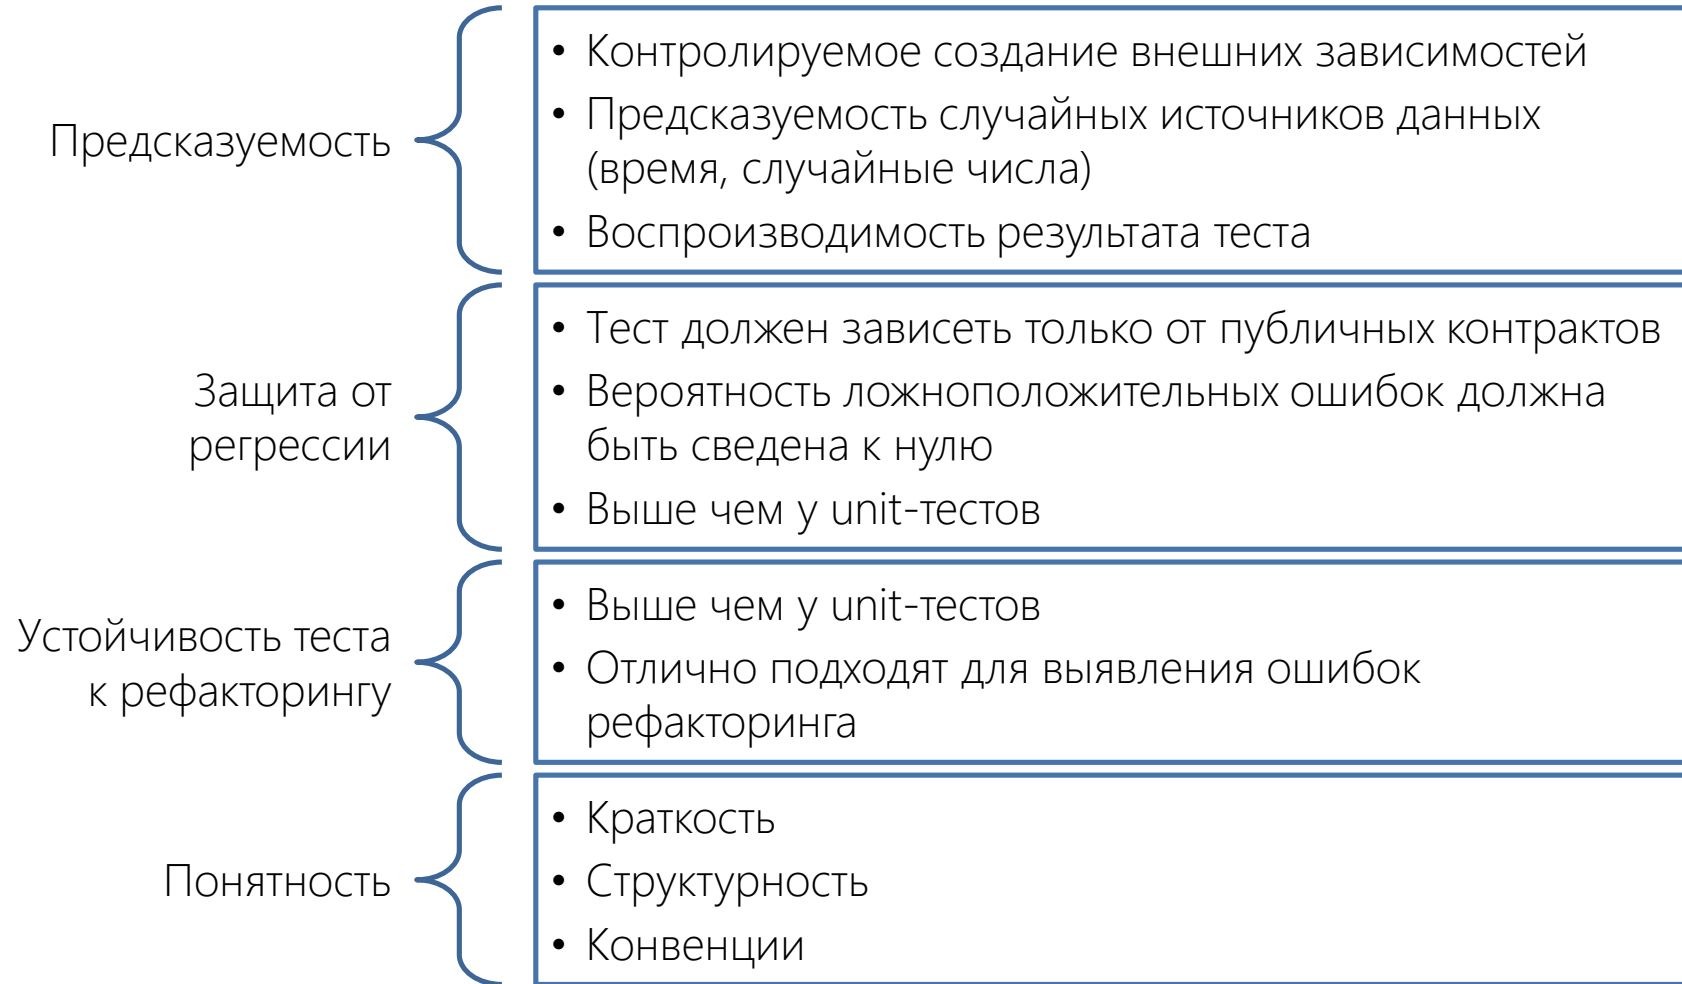 Предсказуемость
• Контролируемое создание внешних зависимостей
• Предсказуемость случайных источников данных
(время, случайные числа)
• Воспроизводимость результата теста
Защита от
регрессии
• Тест должен зависеть только от публичных контрактов
• Вероятность ложноположительных ошибок должна
быть сведена к нулю
• Выше чем у unit-тестов
Устойчивость теста
к рефакторингу
• Выше чем у unit-тестов
• Отлично подходят для выявления ошибок
рефакторинга
Понятность
• Краткость
• Структурность
• Конвенции